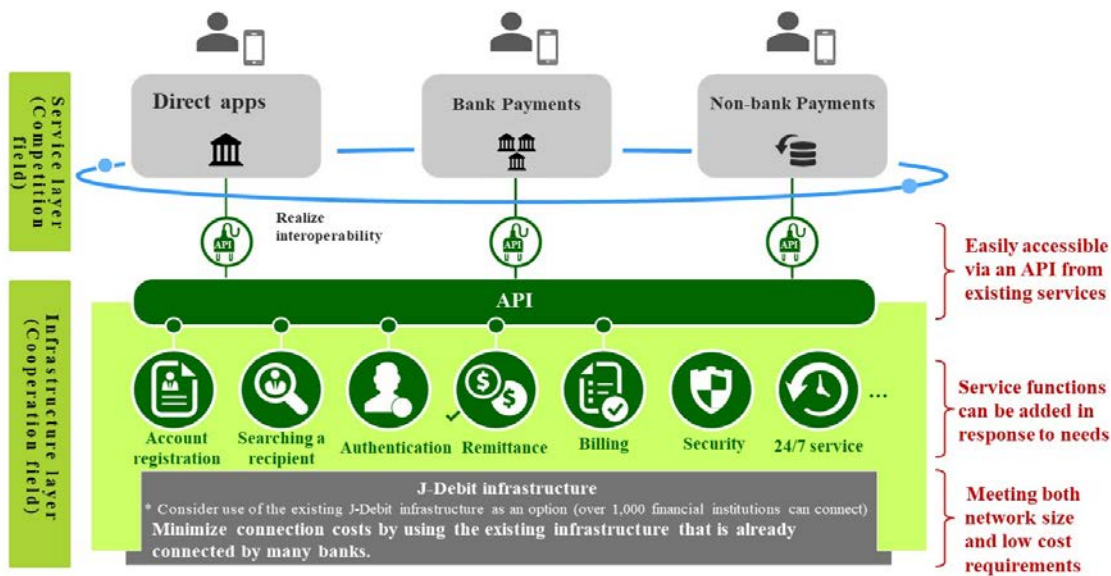 Service layer
(Competition
field)
Direct apps
Bank Payments
Non-bank Payments
Realize
interoperability
API
API
API
Easily accessible
via an API from
existing services
Infrastructure layer
(Cooperation field)
API
Account
registration
Searching a
recipient
Authentication
Remittance
Billing
Security
24/7 service
...
Service functions
can be added in
response to needs
J-Debit infrastructure
* Consider use of the existing J-Debit infrastructure as an option (over 1,000 financial institutions can connect)
Minimize connection costs by using the existing infrastructure that is already
connected by many banks.
Meeting both
network size
and low cost
requirements